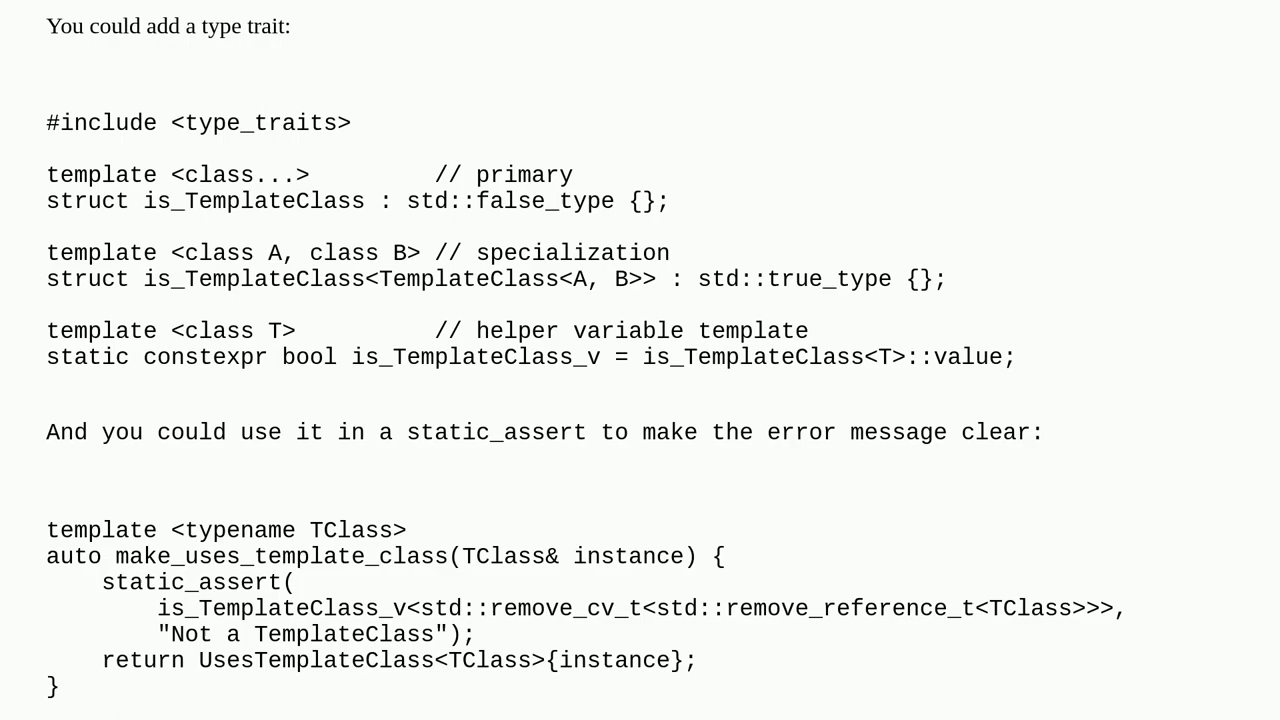 You could add a type trait:
#include <type_traits>
template <class...>         // primary
struct is_TemplateClass : std::false_type {};
template <class A, class B> // specialization
struct is_TemplateClass<TemplateClass<A, B>> : std::true_type {};
template <class T>          // helper variable template
static constexpr bool is_TemplateClass_v = is_TemplateClass<T>::value;
And you could use it in a static_assert to make the error message clear:
template <typename TClass>
auto make_uses_template_class(TClass& instance) {
    static_assert(
        is_TemplateClass_v<std::remove_cv_t<std::remove_reference_t<TClass>>>,
        "Not a TemplateClass");
    return UsesTemplateClass<TClass>{instance};
}